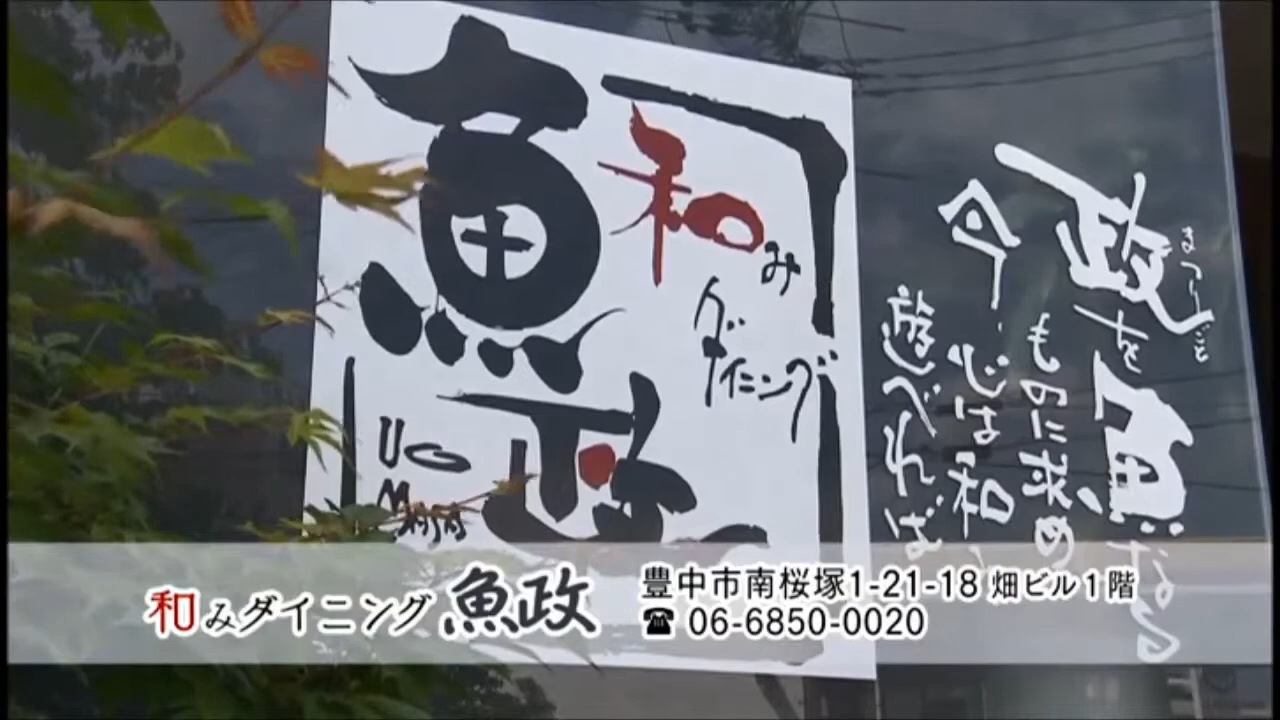 和み
ダイニング
魚政
UO
MASA
まつりごと
政を魚なる
ものに求め
今、心は和み
遊べれば
和みダイニング 魚政
豊中市南桜塚1-21-18 畑ビル1階
☎ 06-6850-0020